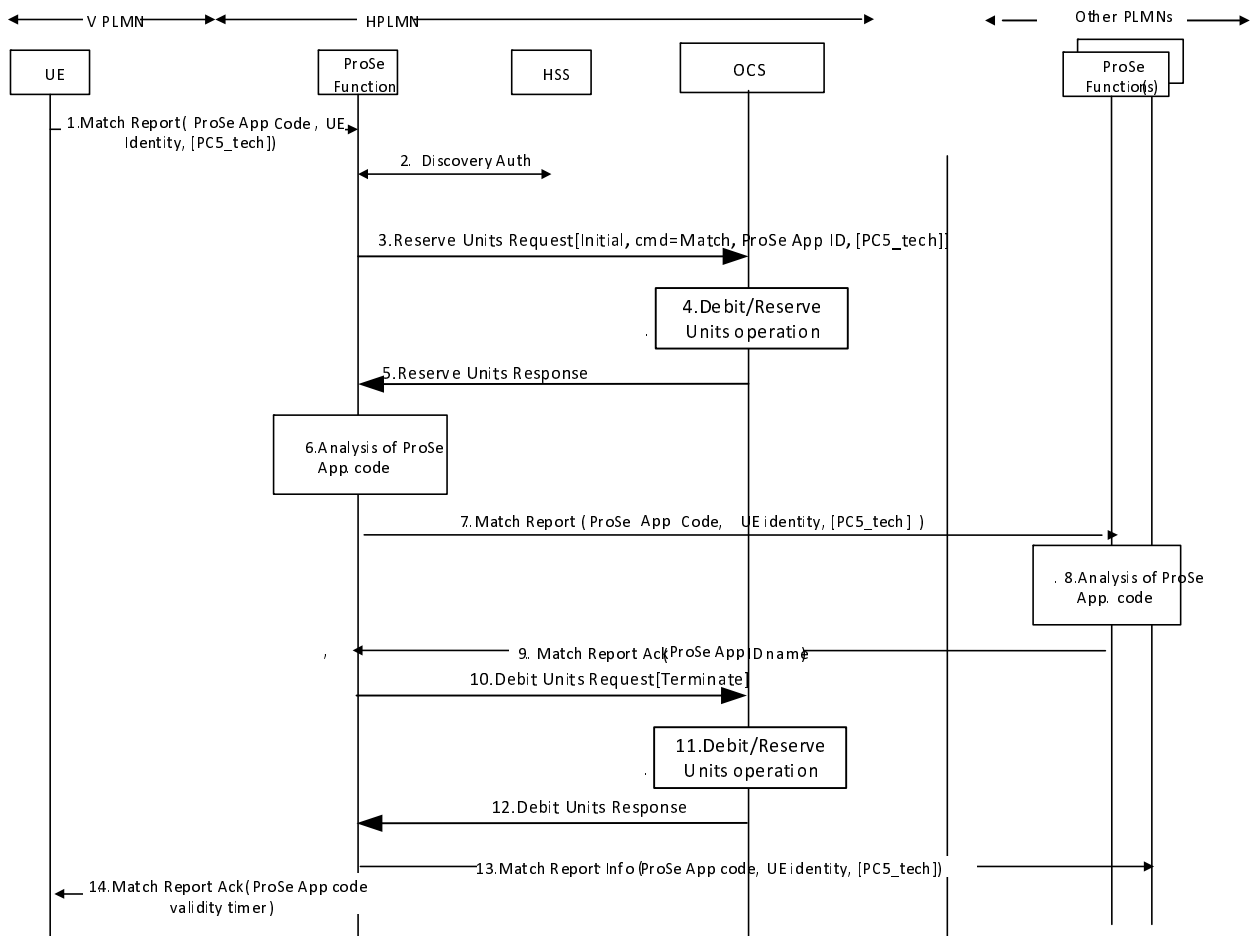 V PLMN
HPLMN
Other PLMNs
UE
ProSe
Function
HSS
OCS
ProSe
Function(s)
1.Match Report( ProSe App Code , UE
Identity, [PC5_tech])
2. Discovery Auth
3.Reserve Units Request[Initial, cmd=Match, ProSe App ID, [PC5_tech]]
4.Debit/Reserve
Units operation
.
5.Reserve Units Response
6.Analysis of ProSe
App. code
7. Match Report ( ProSe App Code, UE identity, [PC5_tech] )
. 8.Analysis of ProSe
App. code
,
9.. Match Report Ack(ProSe App ID name)
10.Debit Units Request[Terminate]
11.Debit/Reserve
Units operation
.
12.Debit Units Response
13.Match Report Info (ProSe App code, UE identity, [PC5_tech])
14.Match Report Ack( ProSe App code
validity timer )